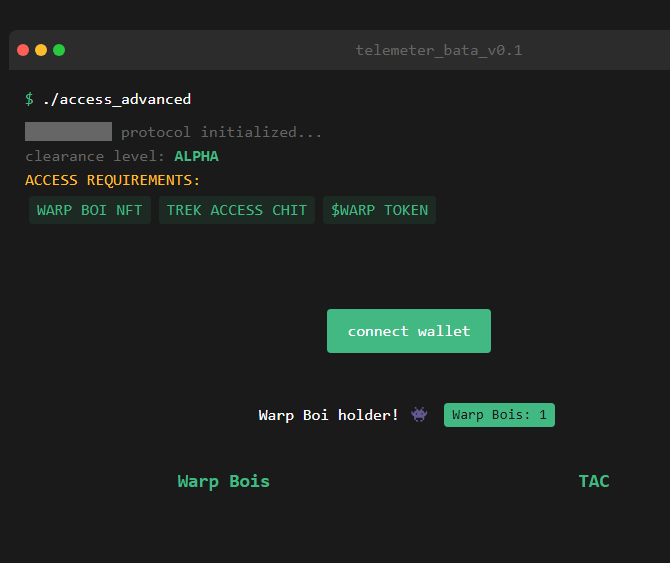 telemeter_bata_v0.1
$ ./access_advanced
protocol initialized...
clearance level: ALPHA
ACCESS REQUIREMENTS:
WARP BOI NFT TREK ACCESS CHIT $WARP TOKEN
connect wallet
Warp Boi holder! 👾 Warp Bois: 1
Warp Bois TAC